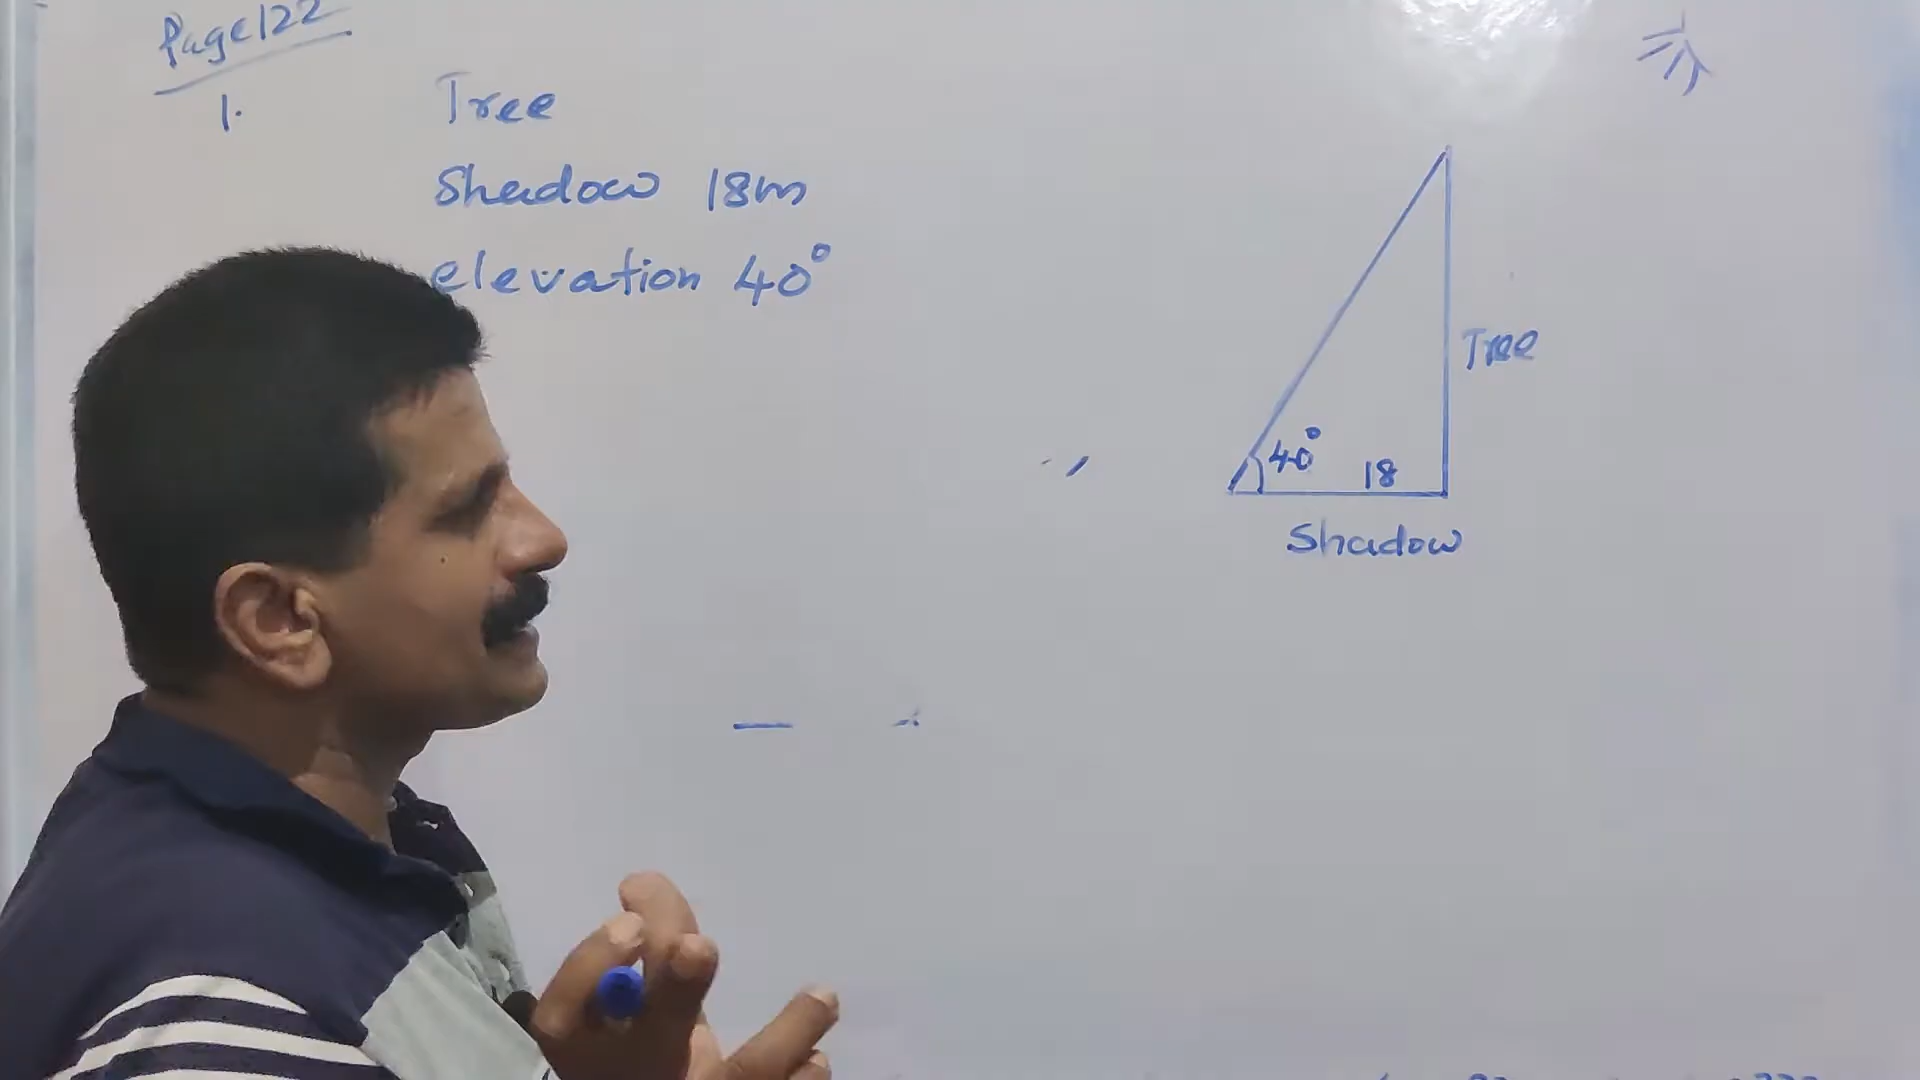 Page 122
1.
Tree
Shadow 18m
elevation 40°
Tree
40°
18
Shadow